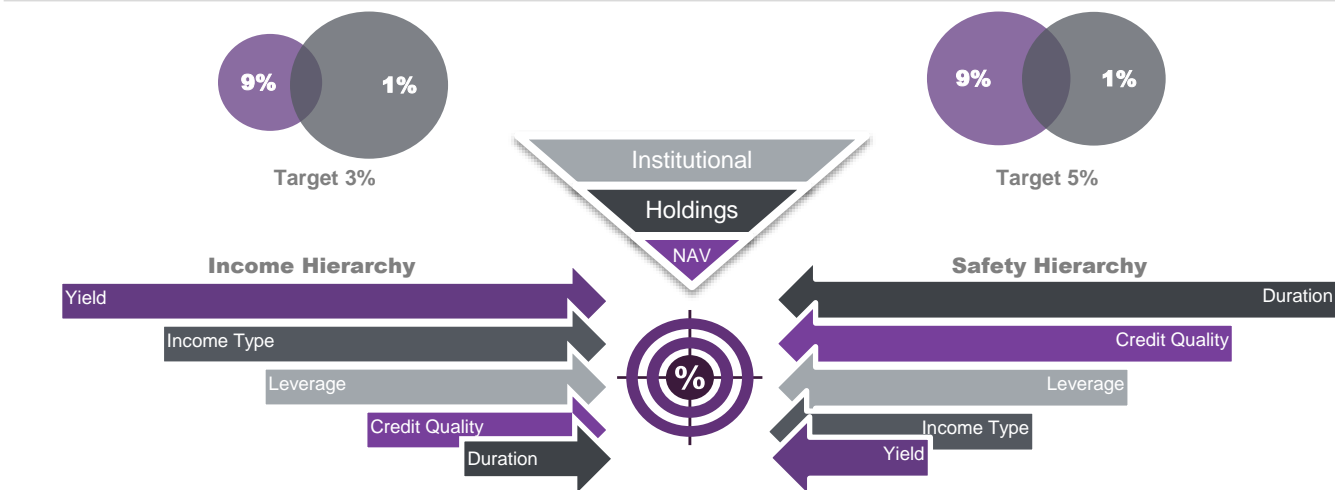 9%
1%
Target 3%
9%
1%
Target 5%
Institutional
Holdings
NAV
Income Hierarchy
Yield
Income Type
Leverage
Credit Quality
Duration
%
Safety Hierarchy
Duration
Credit Quality
Leverage
Income Type
Yield